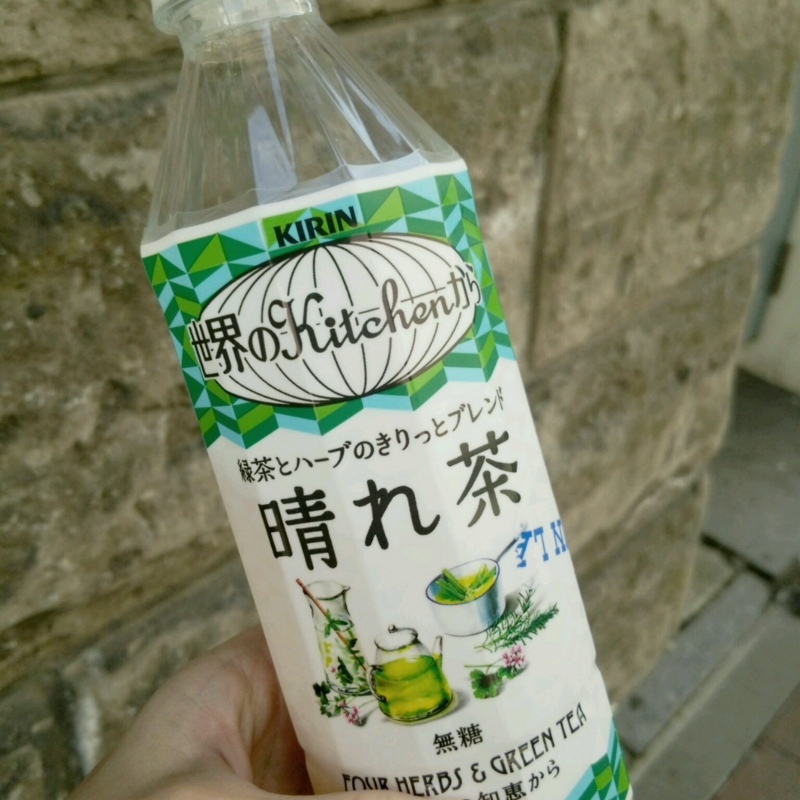 KIRIN
世界のKitchenから
緑茶とハーブのきりっとブレンド
晴れ茶
無糖
FOUR HERBS & GREEN TEA
知恵から